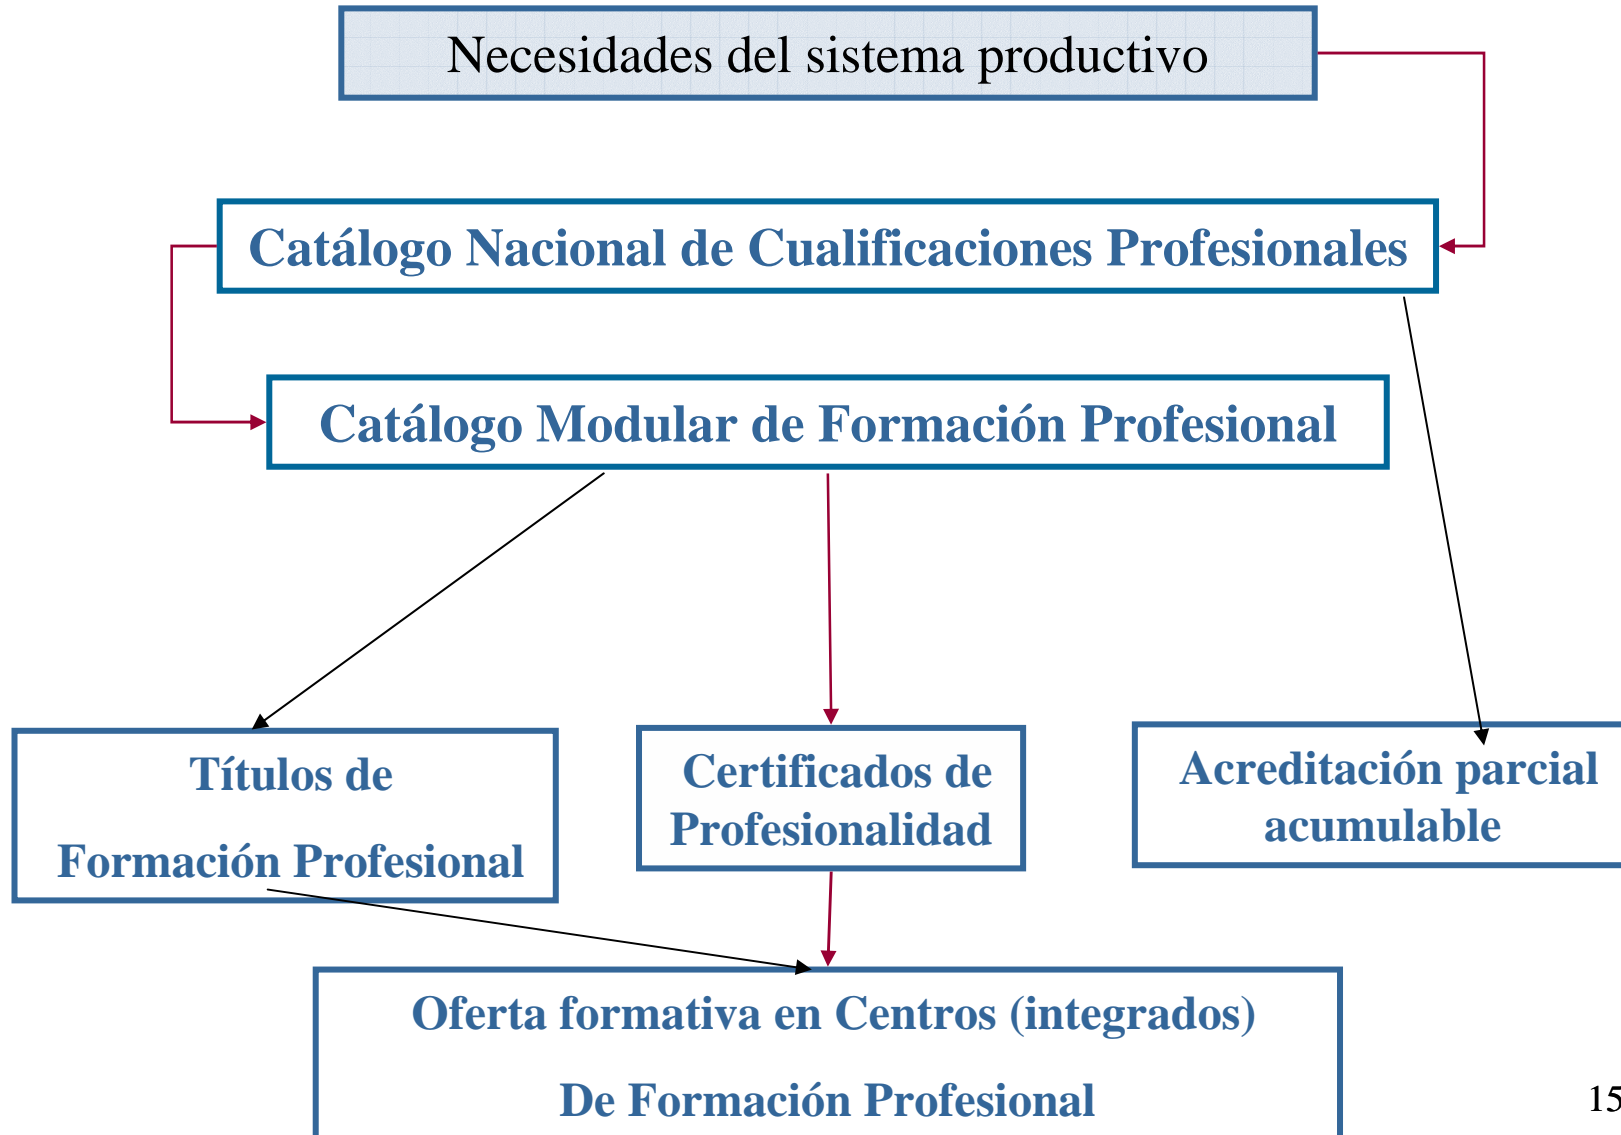 Necesidades del sistema productivo
Catálogo Nacional de Cualificaciones Profesionales
Catálogo Modular de Formación Profesional
Títulos de
Formación Profesional
Certificados de
Profesionalidad
Acreditación parcial
acumulable
Oferta formativa en Centros (integrados)
De Formación Profesional
15